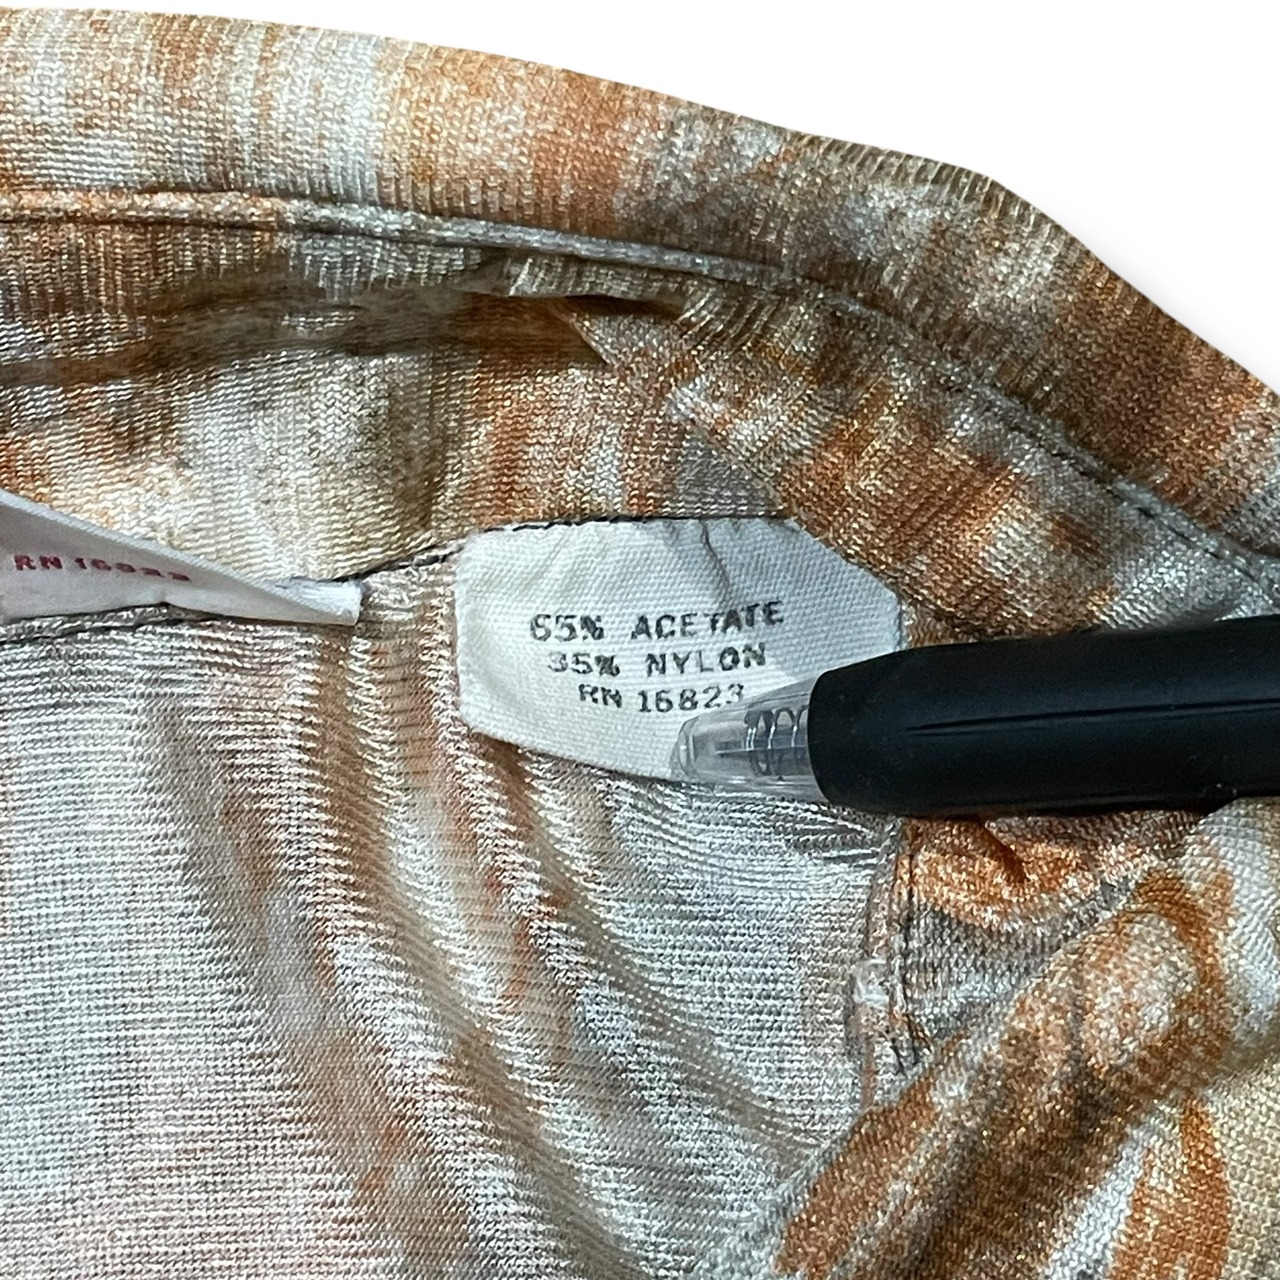 RN 16823
65% ACETATE
35% NYLON
RN 16823